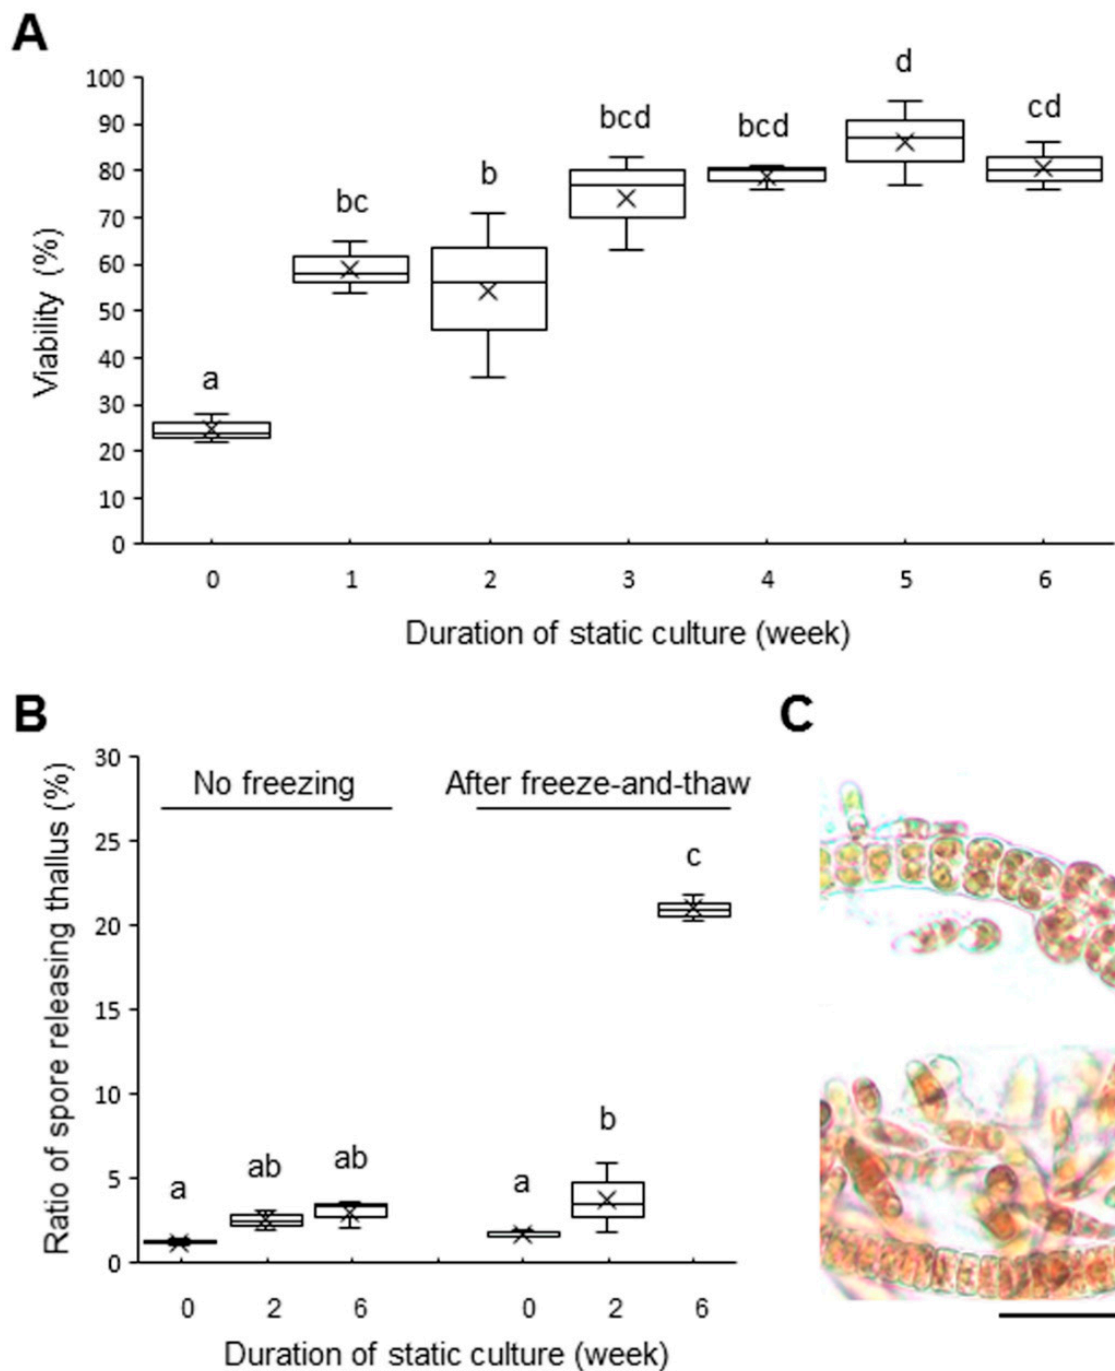 A
Viability (%)
100
90
80
70
60
50
40
30
20
10
0
a
bc
b
bcd
bcd
d
cd
0 1 2 3 4 5 6
Duration of static culture (week)
B
Ratio of spore releasing thallus (%)
30
25
20
15
10
5
0
No freezing
After freeze-and-thaw
a
ab
ab
a
b
c
0 2 6 0 2 6
Duration of static culture (week)
C